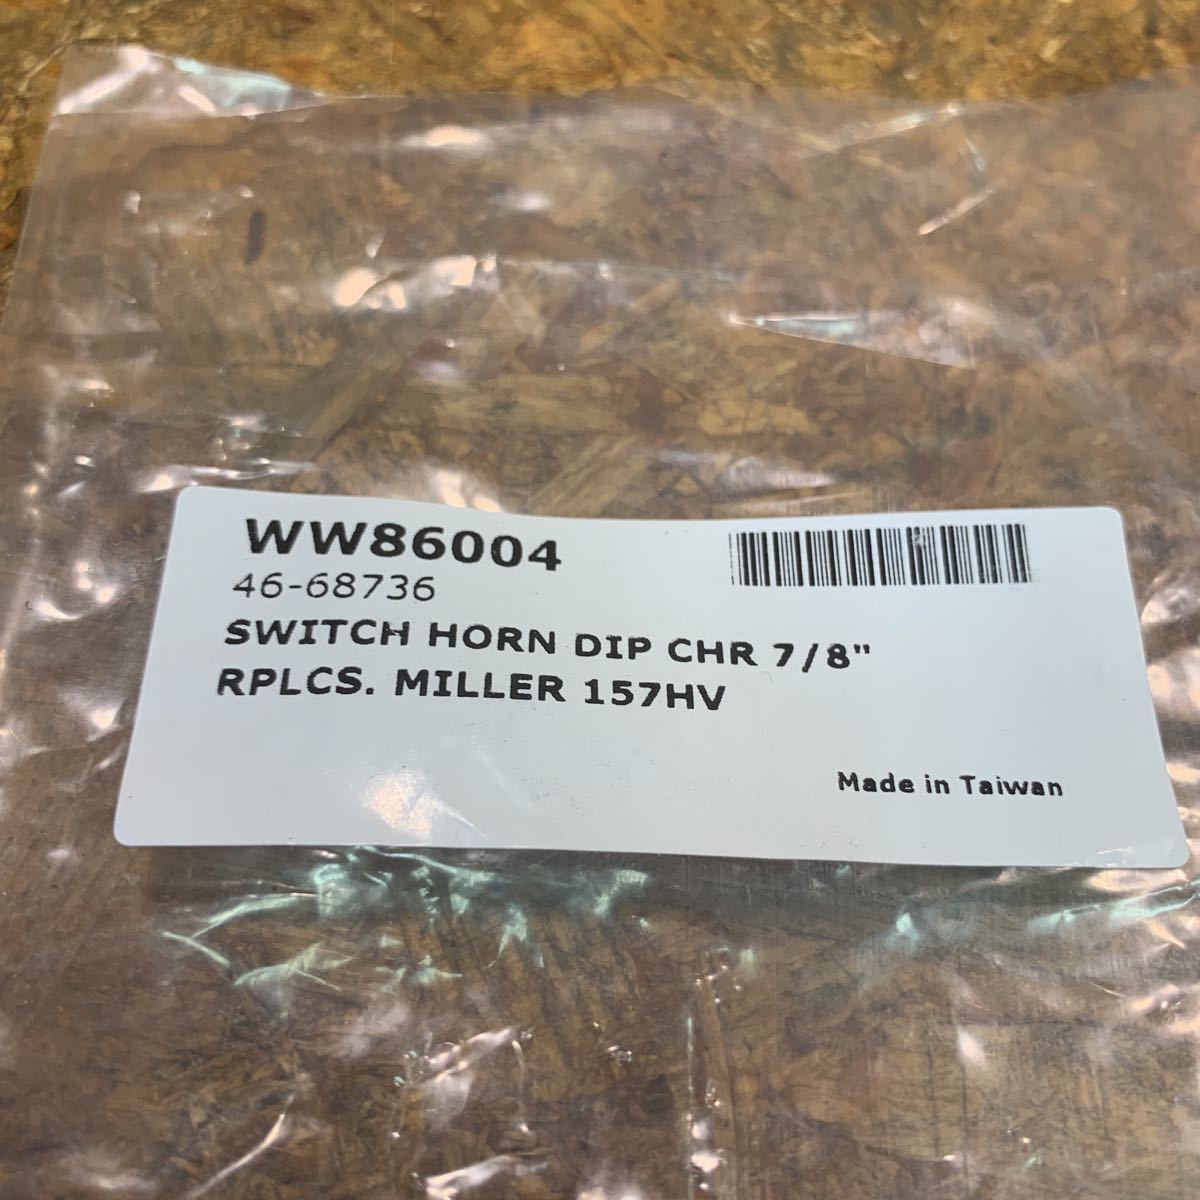 WW86004
46-68736
SWITCH HORN DIP CHR 7/8"
RPLCS. MILLER 157HV
Made in Taiwan